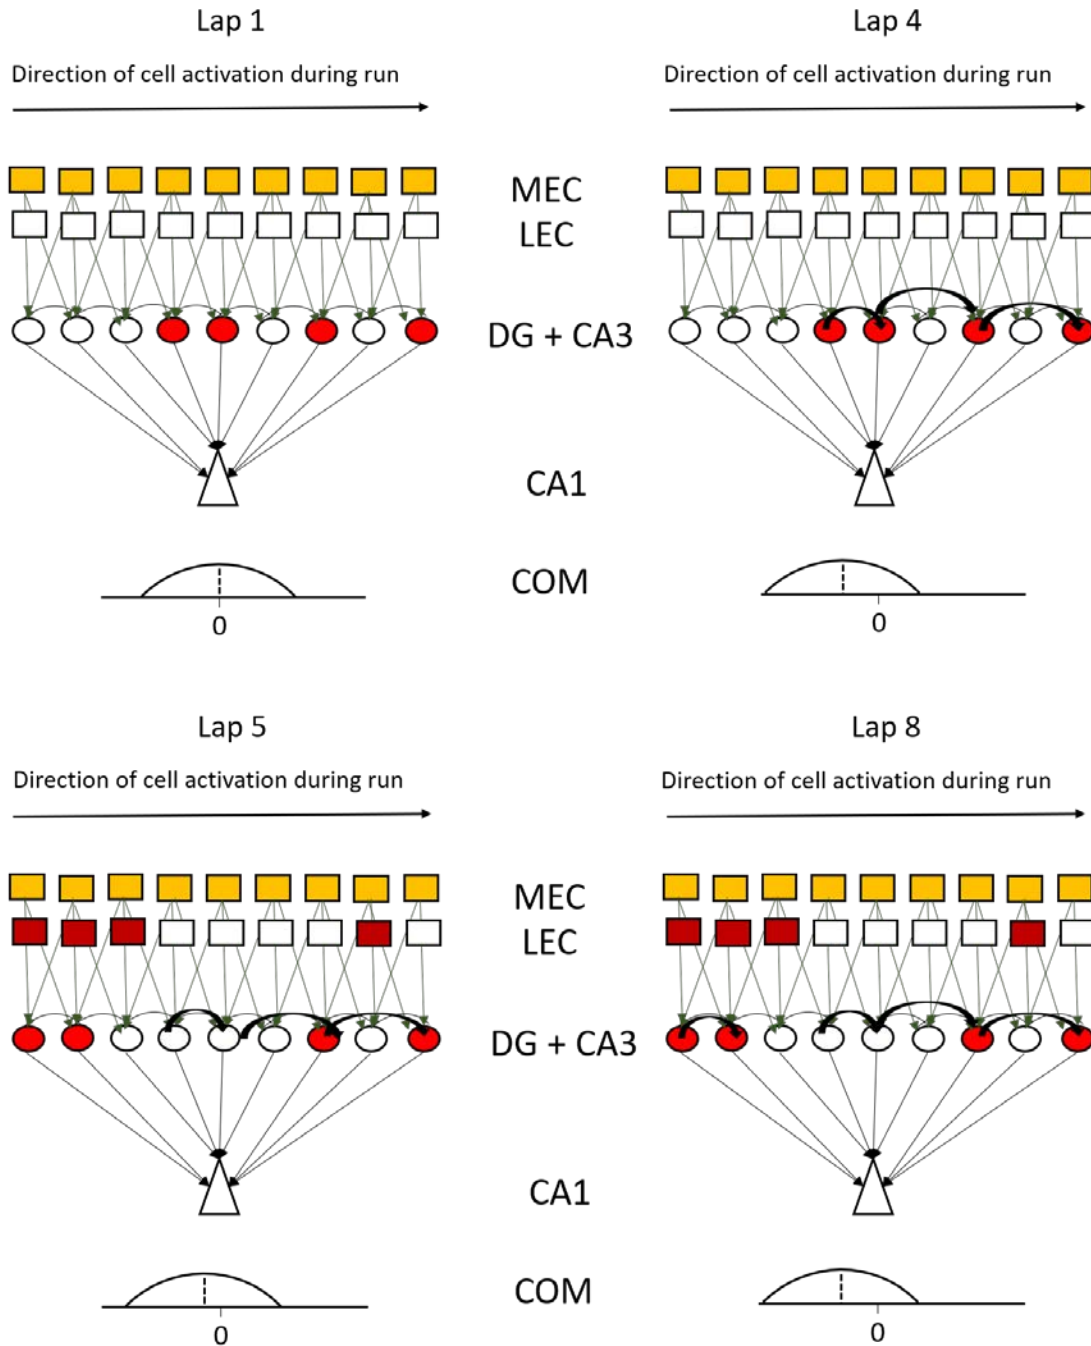 Lap 1
Lap 4
Direction of cell activation during run
Direction of cell activation during run
MEC
LEC
DG + CA3
CA1
COM
0
0
Lap 5
Lap 8
Direction of cell activation during run
Direction of cell activation during run
MEC
LEC
DG + CA3
CA1
COM
0
0